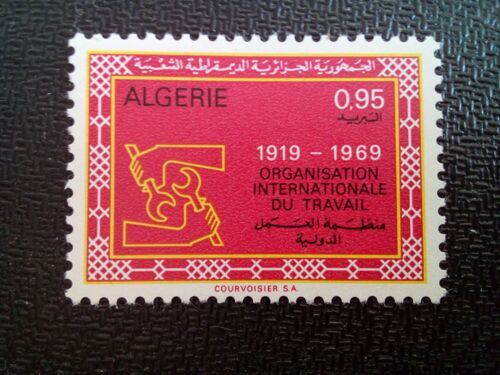 الجمهورية الجزائرية الديمقراطية الشعبية
ALGERIE 0,95
البريد
1919 - 1969
ORGANISATION
INTERNATIONALE
DU TRAVAIL
منظمة العمل
الدولية
COURVOISIER S.A.